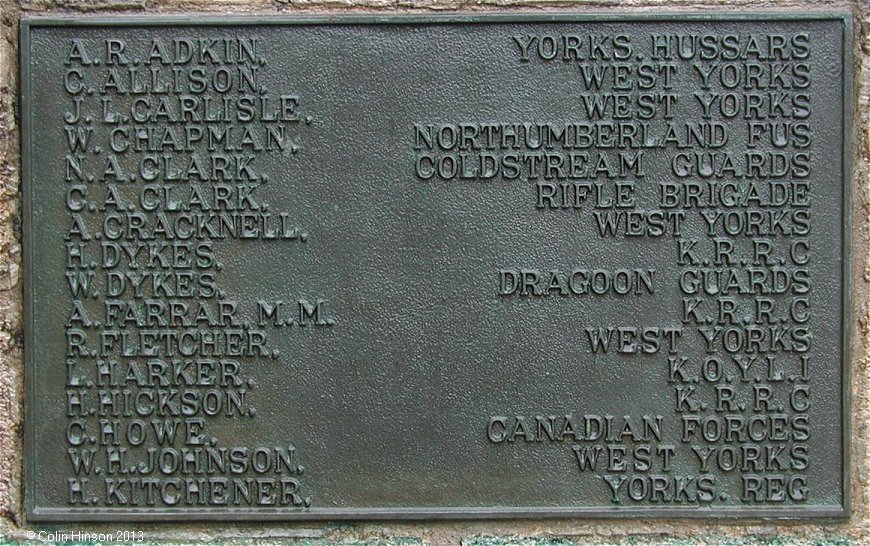 A. R. ADKIN, YORKS. HUSSARS
C. ALLISON, WEST YORKS
J. L. CARLISLE, WEST YORKS
W. CHAPMAN, NORTHUMBERLAND FUS
N. A. CLARK, COLDSTREAM GUARDS
C. A. CLARK, RIFLE BRIGADE
A. CRACKNELL, WEST YORKS
H. DYKES, K. R. R. C
W. DYKES, DRAGOON GUARDS
A. FARRAR, M. M. K. R. R. C
R. FLETCHER, WEST YORKS
L. HARKER, K. O. Y. L. I
H. HICKSON, K. R. R. C
C. HOWE, CANADIAN FORCES
W. H. JOHNSON, WEST YORKS
H. KITCHENER, YORKS. REG
© Colin Hinson 2013